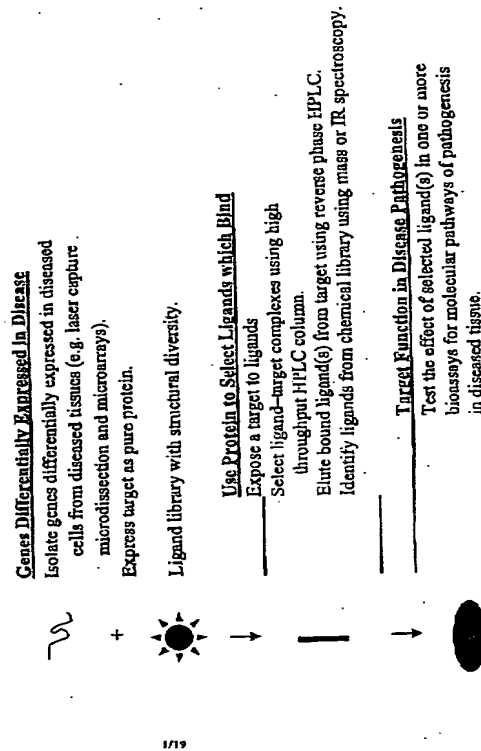 Genes Differentially Expressed in Disease
Isolate genes differentially expressed in diseased
cells from diseased tissues (e.g. laser capture
microdissection and microarrays).
Express target as pure protein.
+
Ligand library with structural diversity.
Use Protein to Select Ligands which Bind
Expose a target to ligands
Select ligand–target complexes using high
throughput HPLC column.
Elute bound ligand(s) from target using reverse phase HPLC.
Identify ligands from chemical library using mass or IR spectroscopy.
Target Function in Disease Pathogenesis
Test the effect of selected ligand(s) in one or more
bioassays for molecular pathways of pathogenesis
in diseased tissue.
1/19